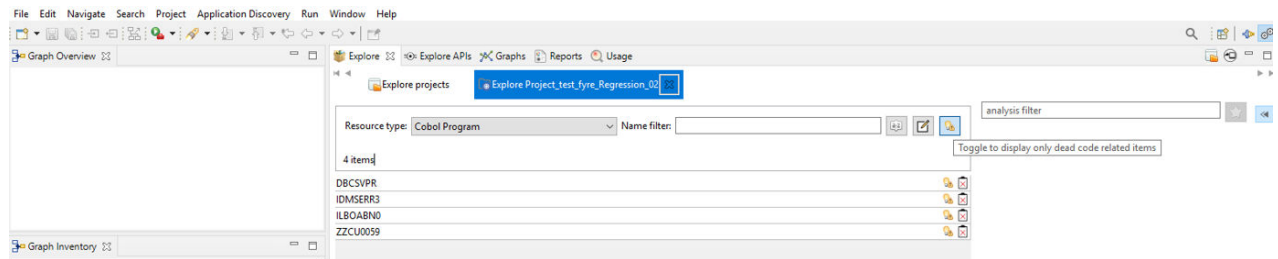 File Edit Navigate Search Project Application Discovery Run Window Help
Graph Overview
Explore Explore APIs Graphs Reports Usage
Explore projects Explore Project_test_fyre_Regression_02
Resource type: Cobol Program Name filter:
analysis filter
Toggle to display only dead code related items
4 items
DBCSVPR
IDMSERR3
ILBOABN0
ZZCU0059
Graph Inventory